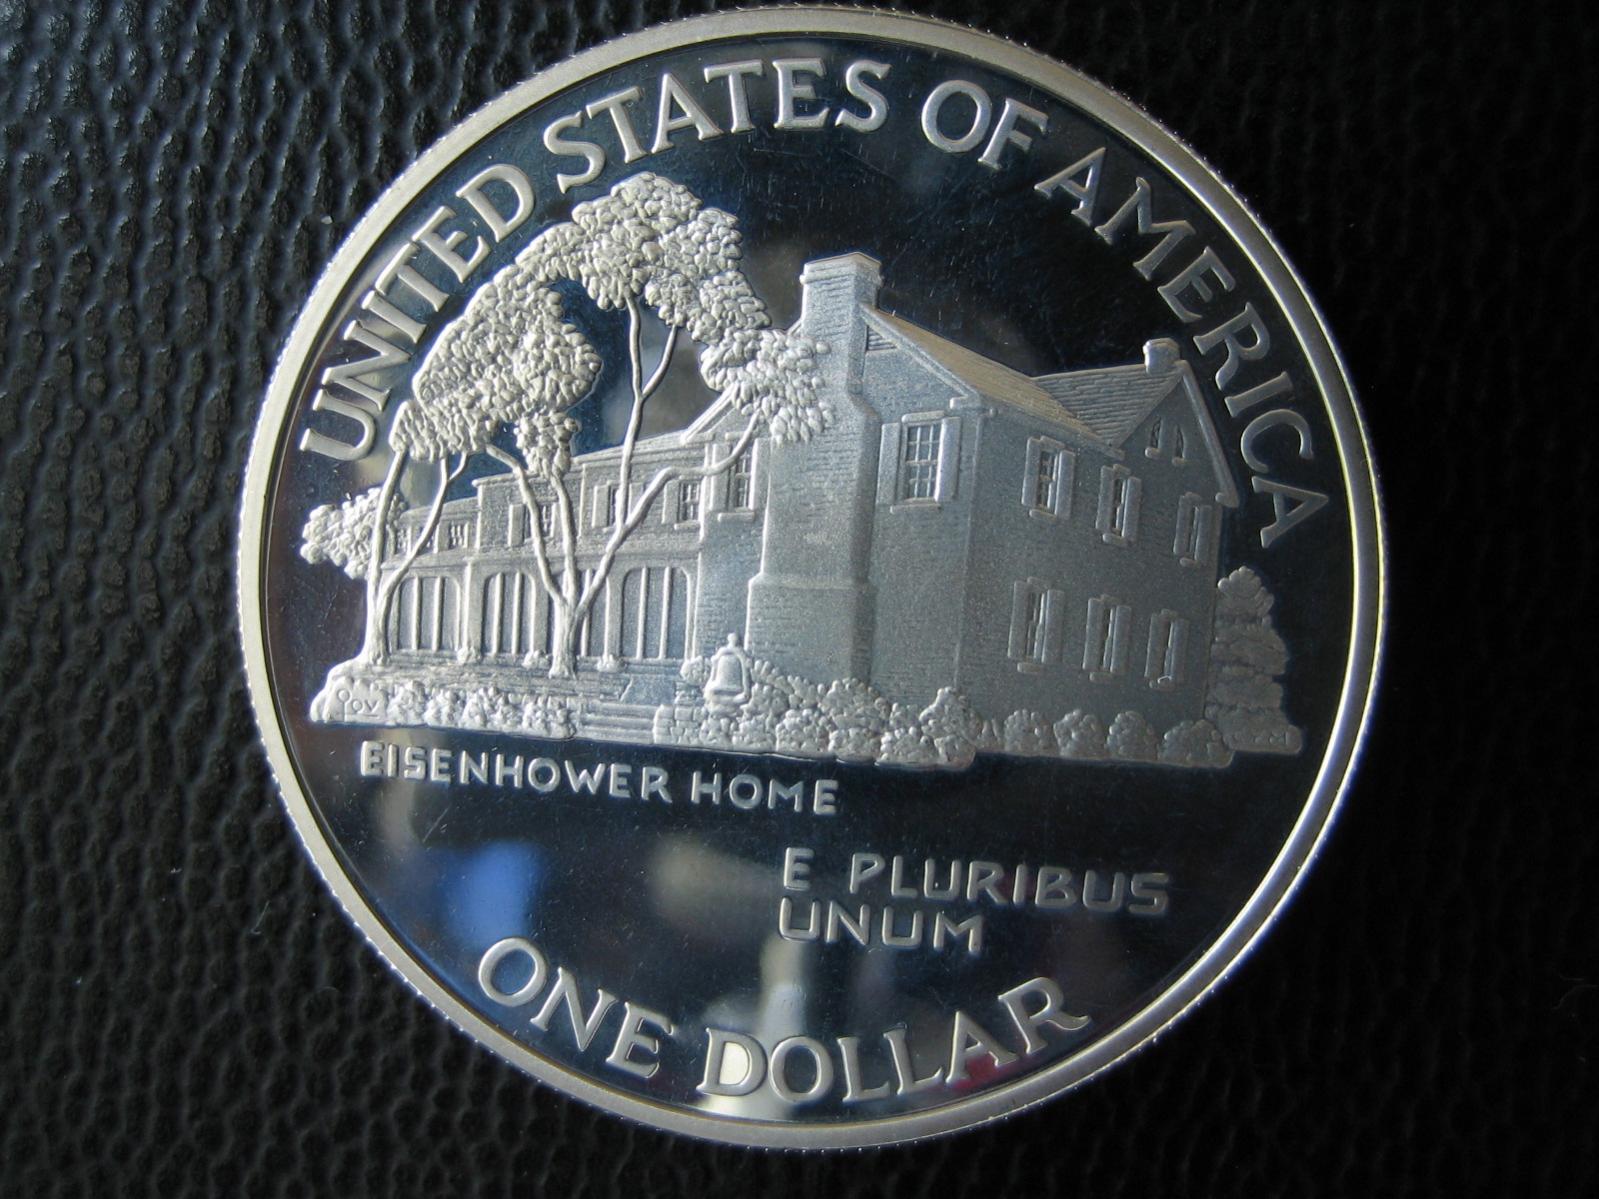 UNITED STATES OF AMERICA
EISENHOWER HOME
E PLURIBUS
UNUM
ONE DOLLAR